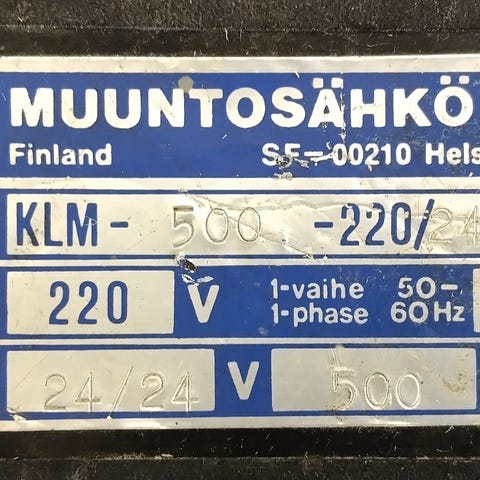 MUUNTOSÄHKÖ
Finland SF-00210 Hels
KLM- 500 -220/24
220 V 1-vaihe 50-
1-phase 60Hz
24/24 V 500